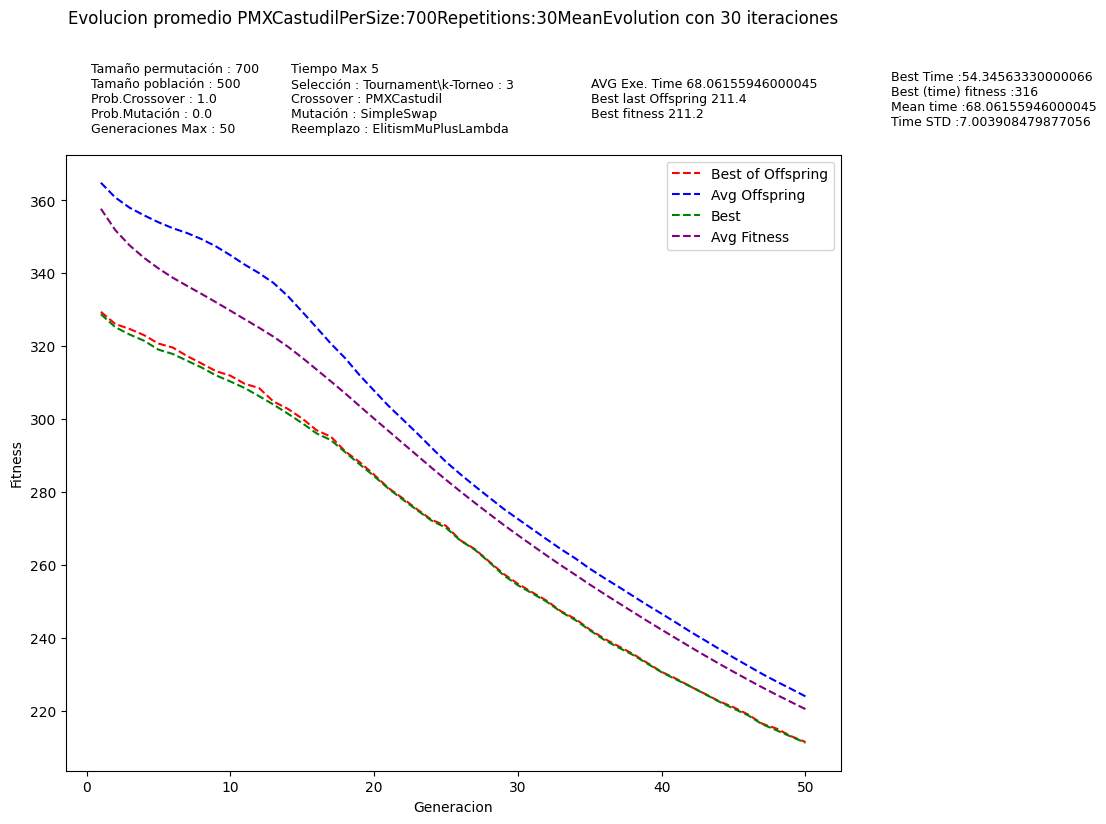 Evolucion promedio PMXCastudilPerSize:700Repetitions:30MeanEvolution con 30 iteraciones
Tamaño permutación : 700
Tamaño población : 500
Prob.Crossover : 1.0
Prob.Mutación : 0.0
Generaciones Max : 50
Tiempo Max 5
Selección : Tournament\k-Torneo : 3
Crossover : PMXCastudil
Mutación : SimpleSwap
Reemplazo : ElitismMuPlusLambda
AVG Exe. Time 68.06155946000045
Best last Offspring 211.4
Best fitness 211.2
Best Time :54.34563330000066
Best (time) fitness :316
Mean time :68.06155946000045
Time STD :7.003908479877056
Best of Offspring
Avg Offspring
Best
Avg Fitness
Fitness
360
340
320
300
280
260
240
220
0 10 20 30 40 50
Generacion